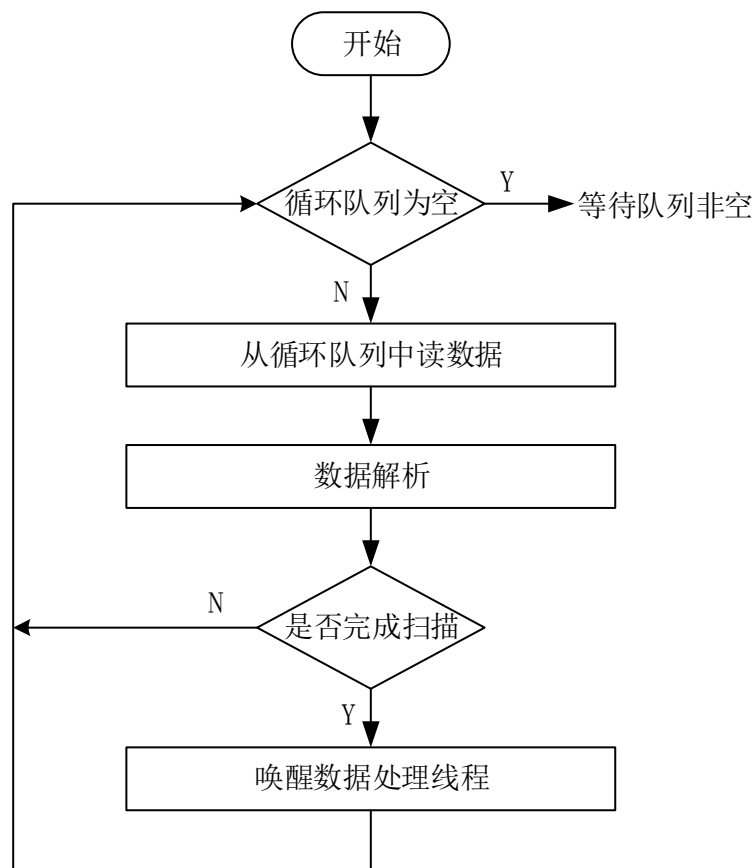 开始
循环队列为空
Y
等待队列非空
N
从循环队列中读数据
数据解析
N
是否完成扫描
Y
唤醒数据处理线程